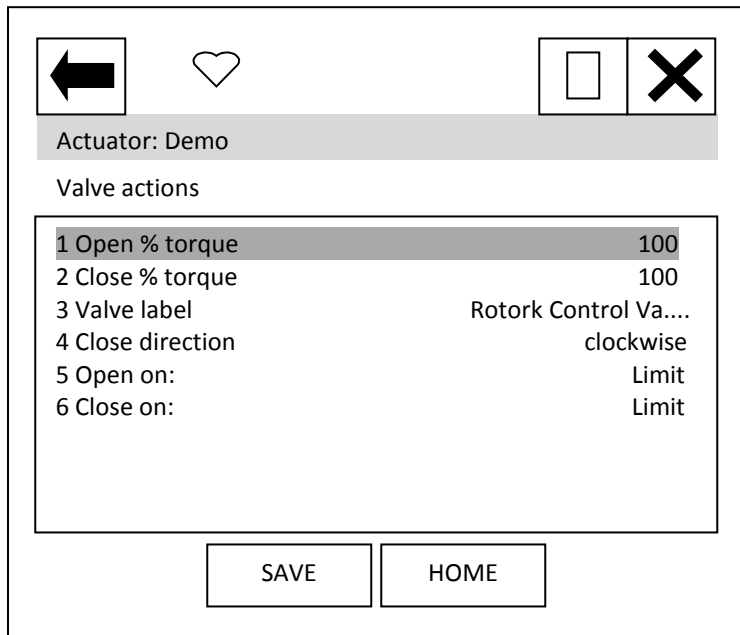 Actuator: Demo
Valve actions
1 Open % torque 100
2 Close % torque 100
3 Valve label Rotork Control Va....
4 Close direction clockwise
5 Open on: Limit
6 Close on: Limit
SAVE HOME